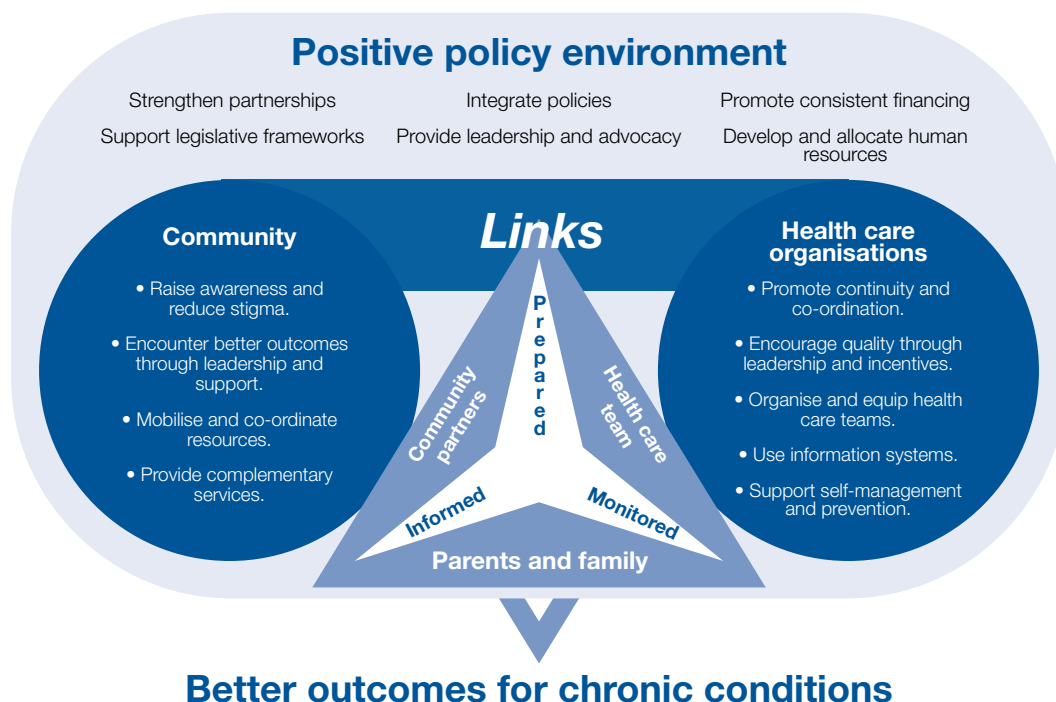 Positive policy environment
Strengthen partnerships
Integrate policies
Promote consistent financing
Support legislative frameworks
Provide leadership and advocacy
Develop and allocate human
resources
Links
Community
• Raise awareness and
reduce stigma.
• Encounter better outcomes
through leadership and
support.
• Mobilise and co-ordinate
resources.
• Provide complementary
services.
Community
partners
Prepared
Health care
team
Informed
Monitored
Parents and family
Health care
organisations
• Promote continuity and
co-ordination.
• Encourage quality through
leadership and incentives.
• Organise and equip health
care teams.
• Use information systems.
• Support self-management
and prevention.
Better outcomes for chronic conditions